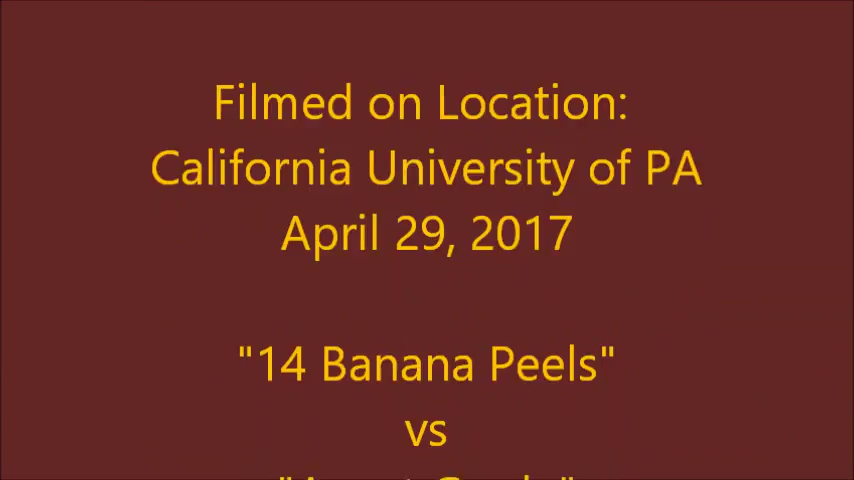 Filmed on Location:
California University of PA
April 29, 2017
"14 Banana Peels"
vs